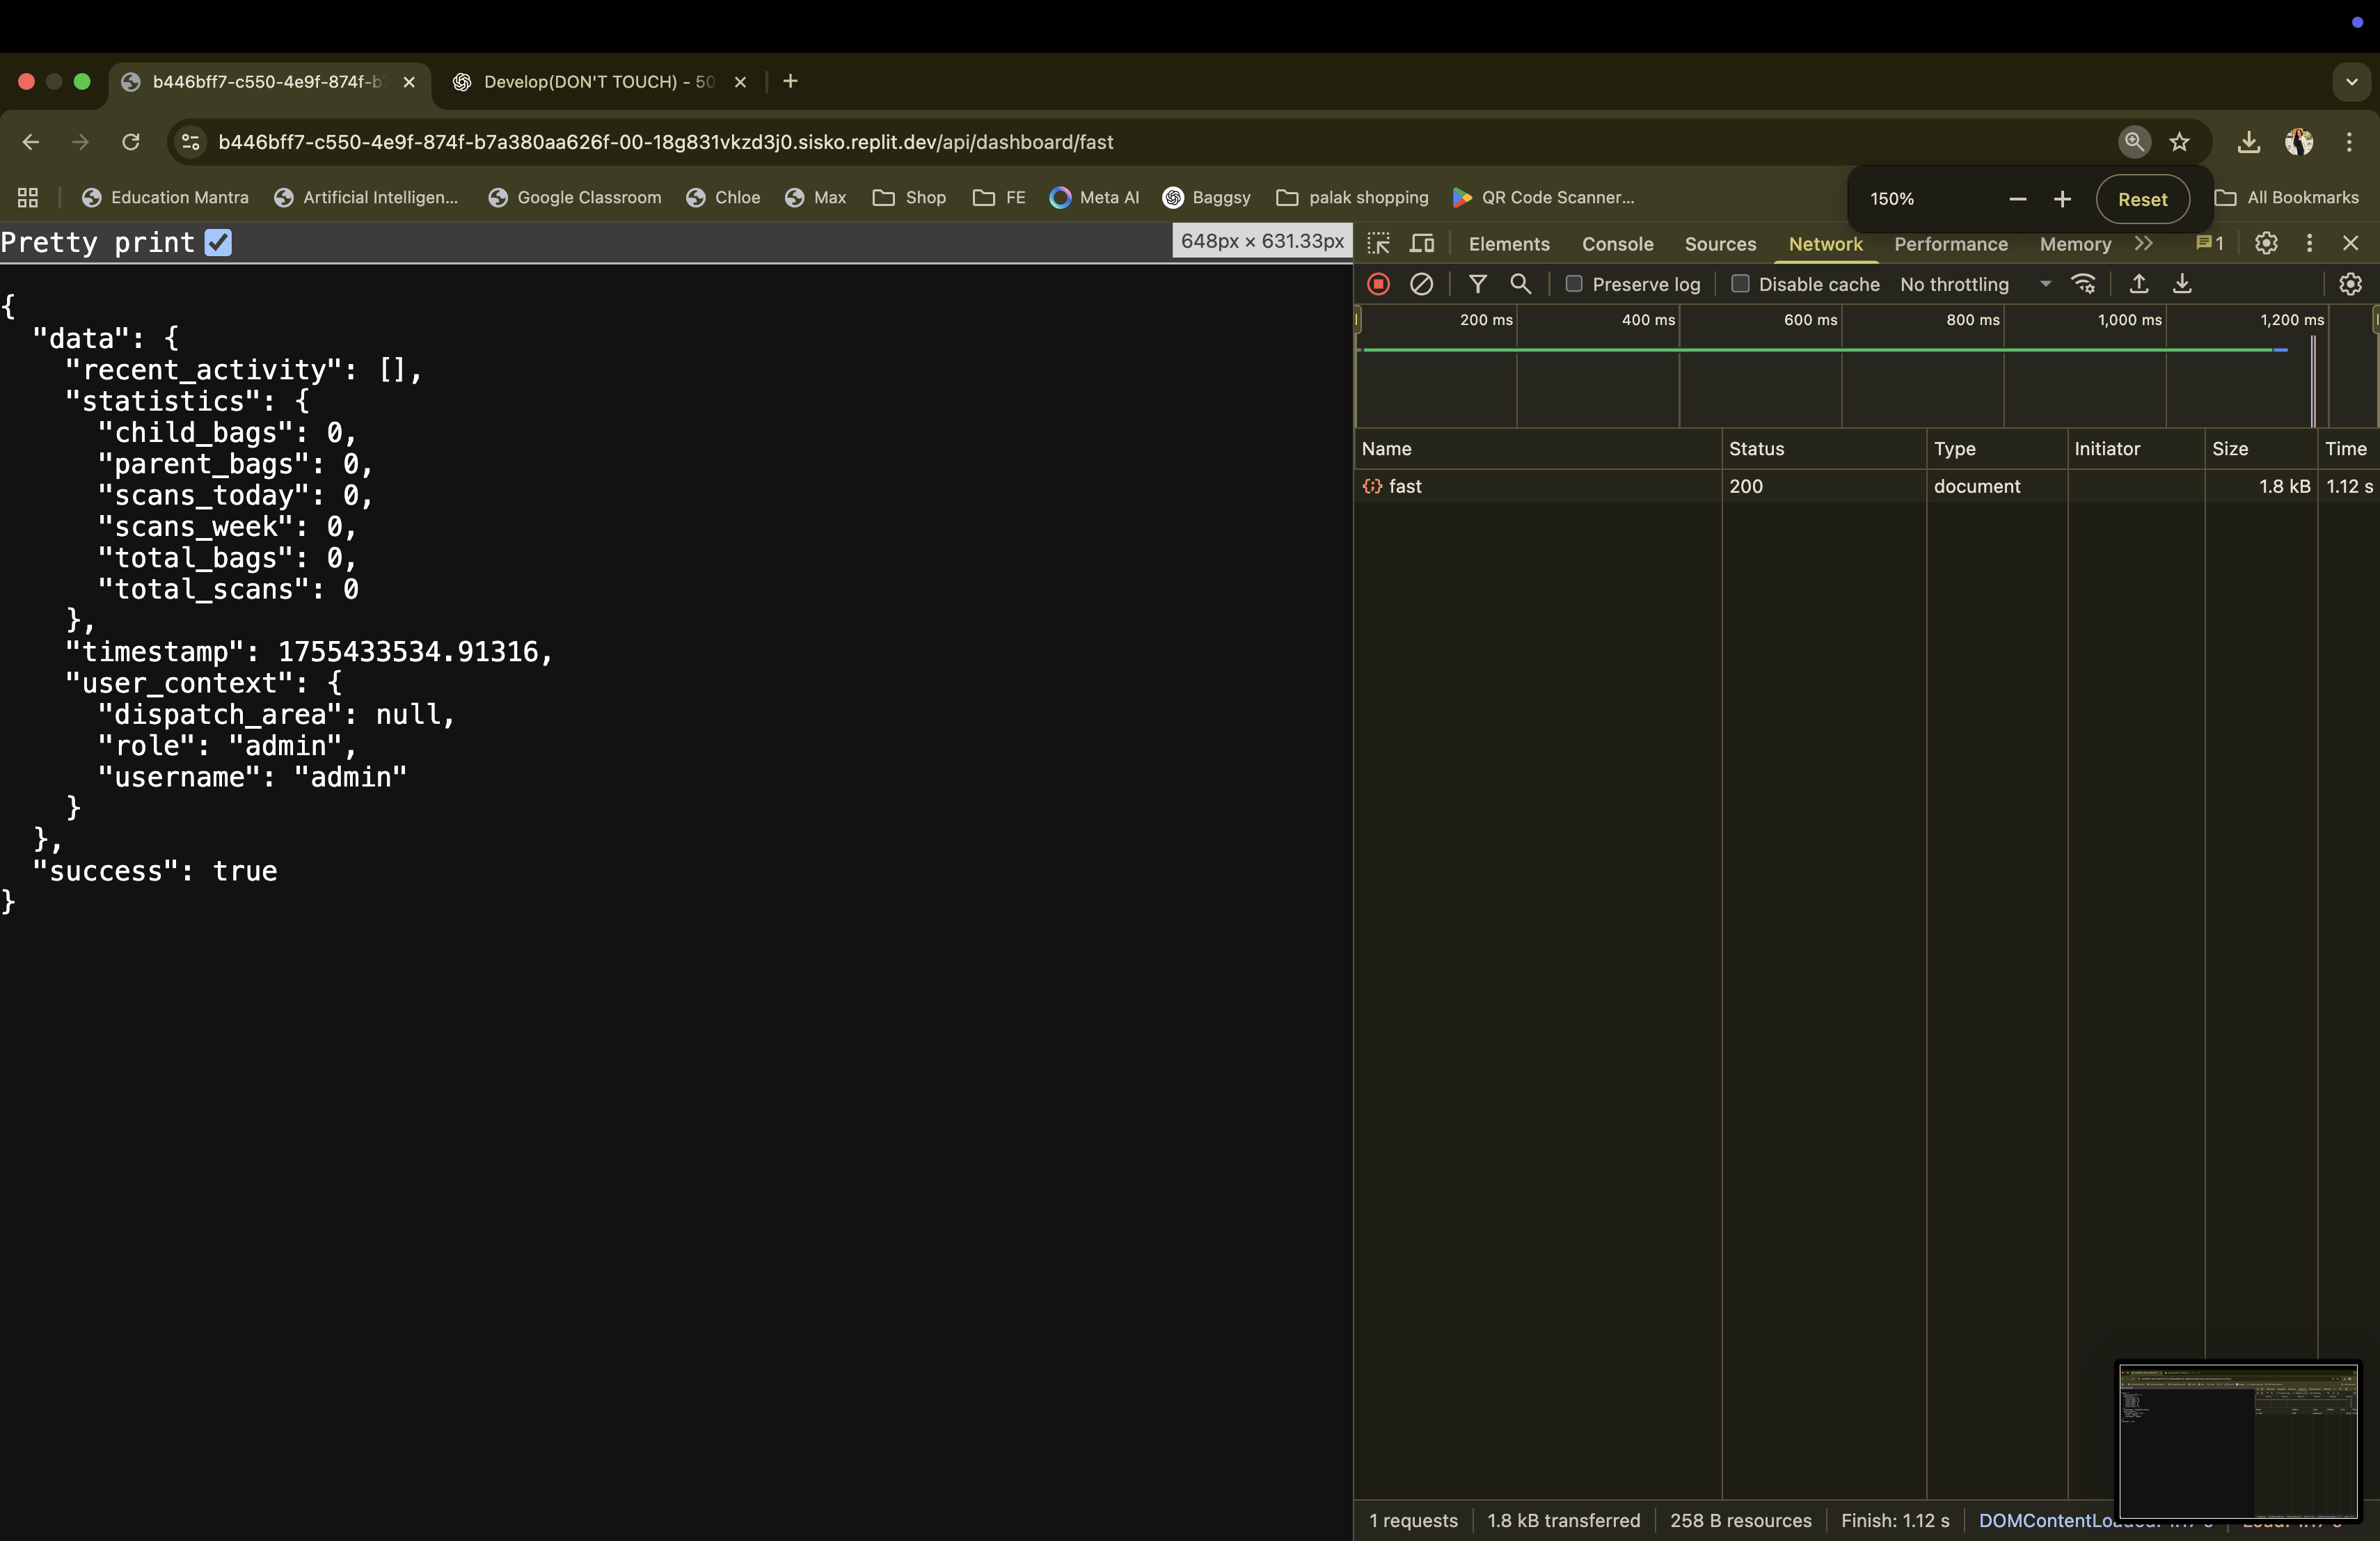 b446bff7-c550-4e9f-874f-b
Develop(DON'T TOUCH) - 50
b446bff7-c550-4e9f-874f-b7a380aa626f-00-18g831vkzd3j0.sisko.replit.dev/api/dashboard/fast
Education Mantra
Artificial Intelligen...
Google Classroom
Chloe
Max
Shop
FE
Meta AI
Baggsy
palak shopping
QR Code Scanner...
150%
Reset
All Bookmarks
Pretty print
648px × 631.33px
Elements
Console
Sources
Network
Performance
Memory
1
Preserve log
Disable cache
No throttling
200 ms
400 ms
600 ms
800 ms
1,000 ms
1,200 ms
Name
Status
Type
Initiator
Size
Time
fast
200
document
1.8 kB
1.12 s
{
"data": {
"recent_activity": [],
"statistics": {
"child_bags": 0,
"parent_bags": 0,
"scans_today": 0,
"scans_week": 0,
"total_bags": 0,
"total_scans": 0
},
"timestamp": 1755433534.91316,
"user_context": {
"dispatch_area": null,
"role": "admin",
"username": "admin"
}
},
"success": true
}
1 requests
1.8 kB transferred
258 B resources
Finish: 1.12 s